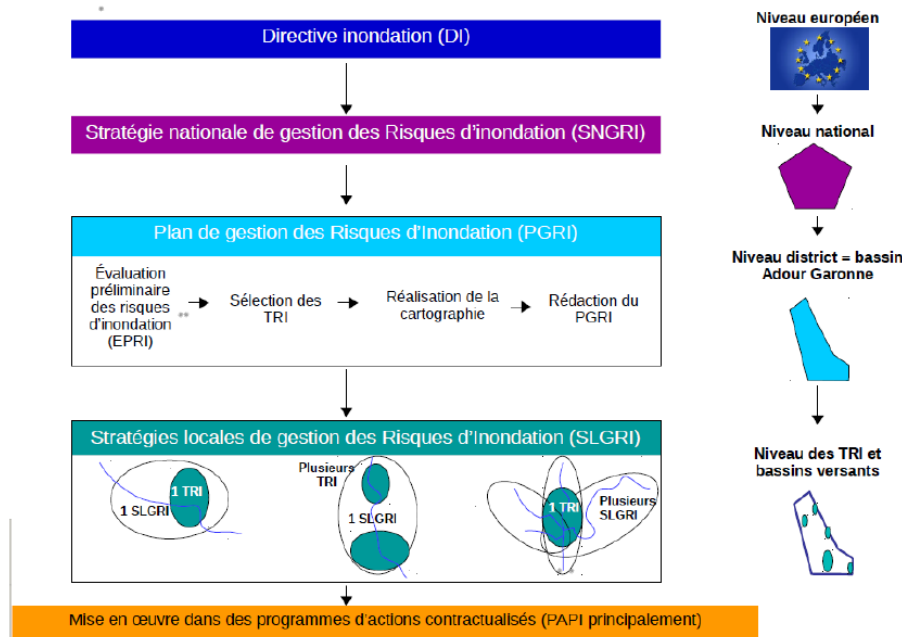 Directive inondation (DI)
Stratégie nationale de gestion des Risques d'inondation (SNGRI)
Plan de gestion des Risques d'Inondation (PGRI)
Évaluation
préliminaire
des risques
d'inondation
(EPRI)
Sélection des
TRI
Réalisation de la
cartographie
Rédaction du
PGRI
Stratégies locales de gestion des Risques d'Inondation (SLGRI)
1 TRI
1 SLGRI
Plusieurs
TRI
1 SLGRI
1 TRI
Plusieurs
SLGRI
Mise en œuvre dans des programmes d'actions contractualisés (PAPI principalement)
Niveau européen
Niveau national
Niveau district = bassin
Adour Garonne
Niveau des TRI et
bassins versants